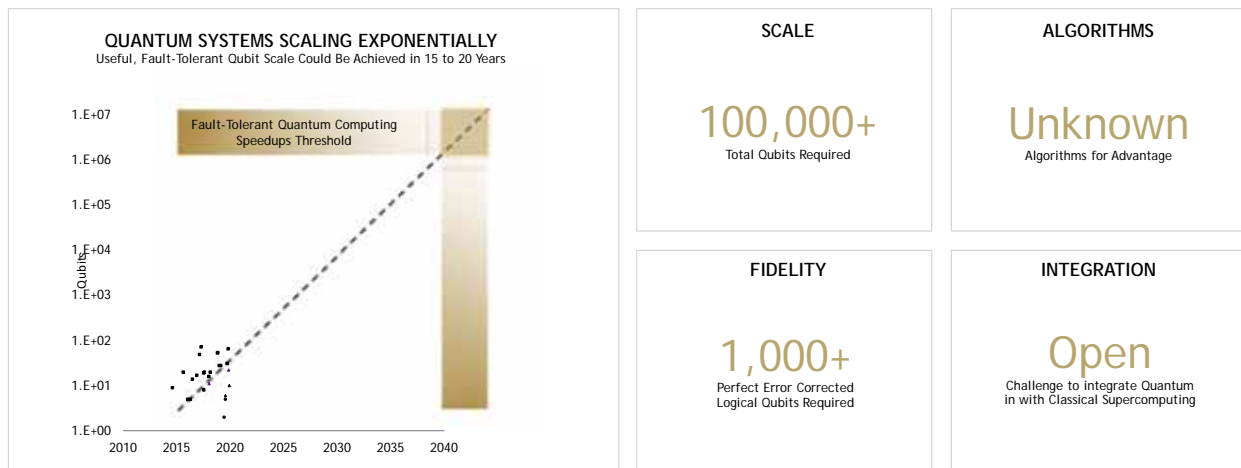 QUANTUM SYSTEMS SCALING EXPONENTIALLY
Useful, Fault-Tolerant Qubit Scale Could Be Achieved in 15 to 20 Years
1.E+07
1.E+06
1.E+05
1.E+04
1.E+03
1.E+02
1.E+01
1.E+00
Qubits
Fault-Tolerant Quantum Computing
Speedups Threshold
2010 2015 2020 2025 2030 2035 2040
SCALE
100,000+
Total Qubits Required
ALGORITHMS
Unknown
Algorithms for Advantage
FIDELITY
1,000+
Perfect Error Corrected
Logical Qubits Required
INTEGRATION
Open
Challenge to integrate Quantum
in with Classical Supercomputing